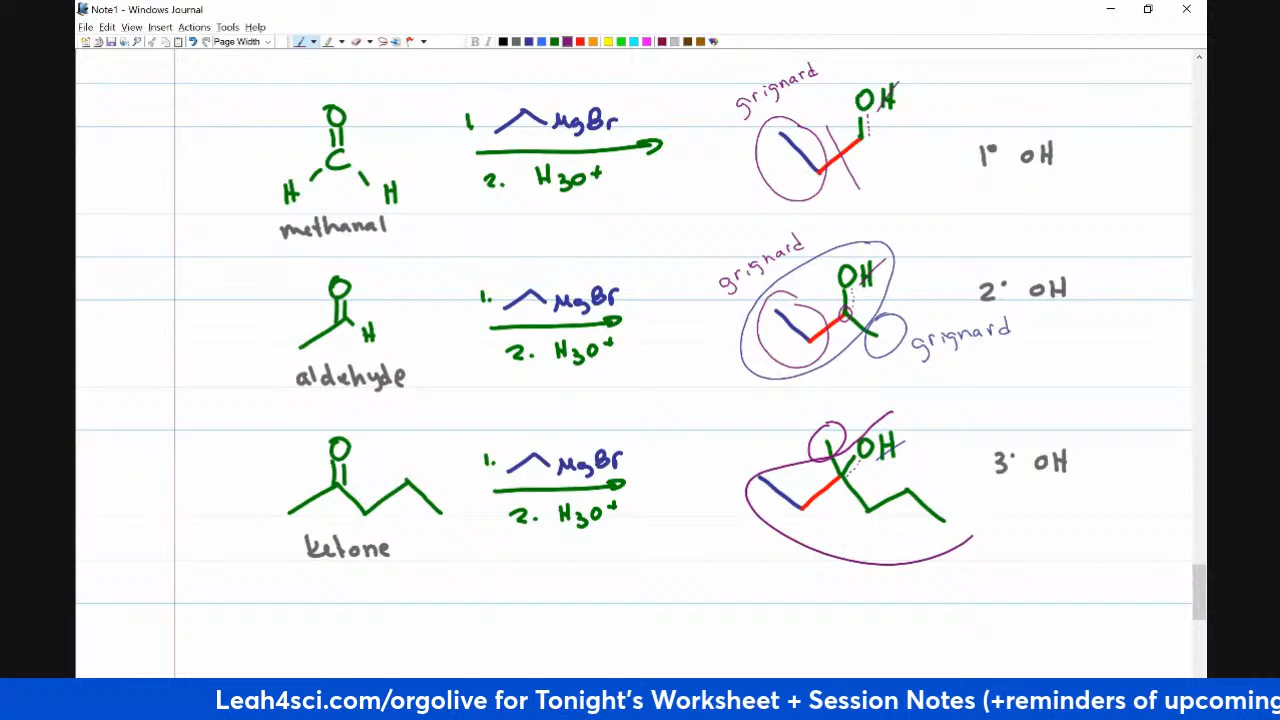 Note1 - Windows Journal
File Edit View Insert Actions Tools Help
Page Width
B I
grignard
O
C
H H
methanal
1. MgBr
2. H3O+
OH
1° OH
grignard
O
H
aldehyde
1. MgBr
2. H3O+
OH
grignard
2° OH
O
ketone
1. MgBr
2. H3O+
OH
3° OH
Leah4sci.com/orgolive for Tonight's Worksheet + Session Notes (+reminders of upcoming